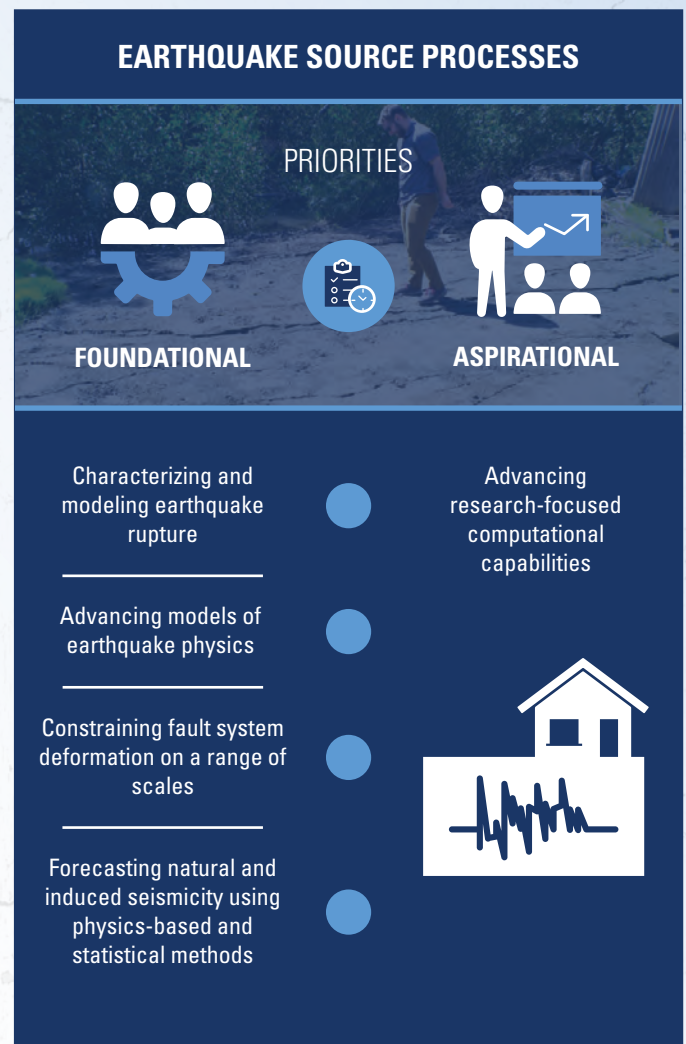 EARTHQUAKE SOURCE PROCESSES
PRIORITIES
FOUNDATIONAL
ASPIRATIONAL
Characterizing and
modeling earthquake
rupture
Advancing models of
earthquake physics
Constraining fault system
deformation on a range of
scales
Forecasting natural and
induced seismicity using
physics-based and
statistical methods
Advancing
research-focused
computational
capabilities